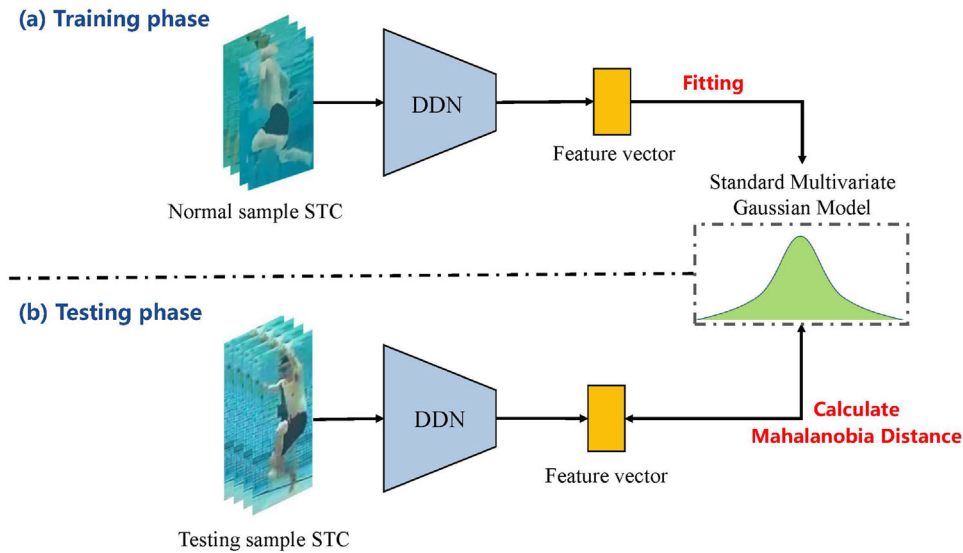 (a) Training phase
DDN
Fitting
Feature vector
Normal sample STC
Standard Multivariate
Gaussian Model
(b) Testing phase
DDN
Calculate
Mahalanobia Distance
Feature vector
Testing sample STC